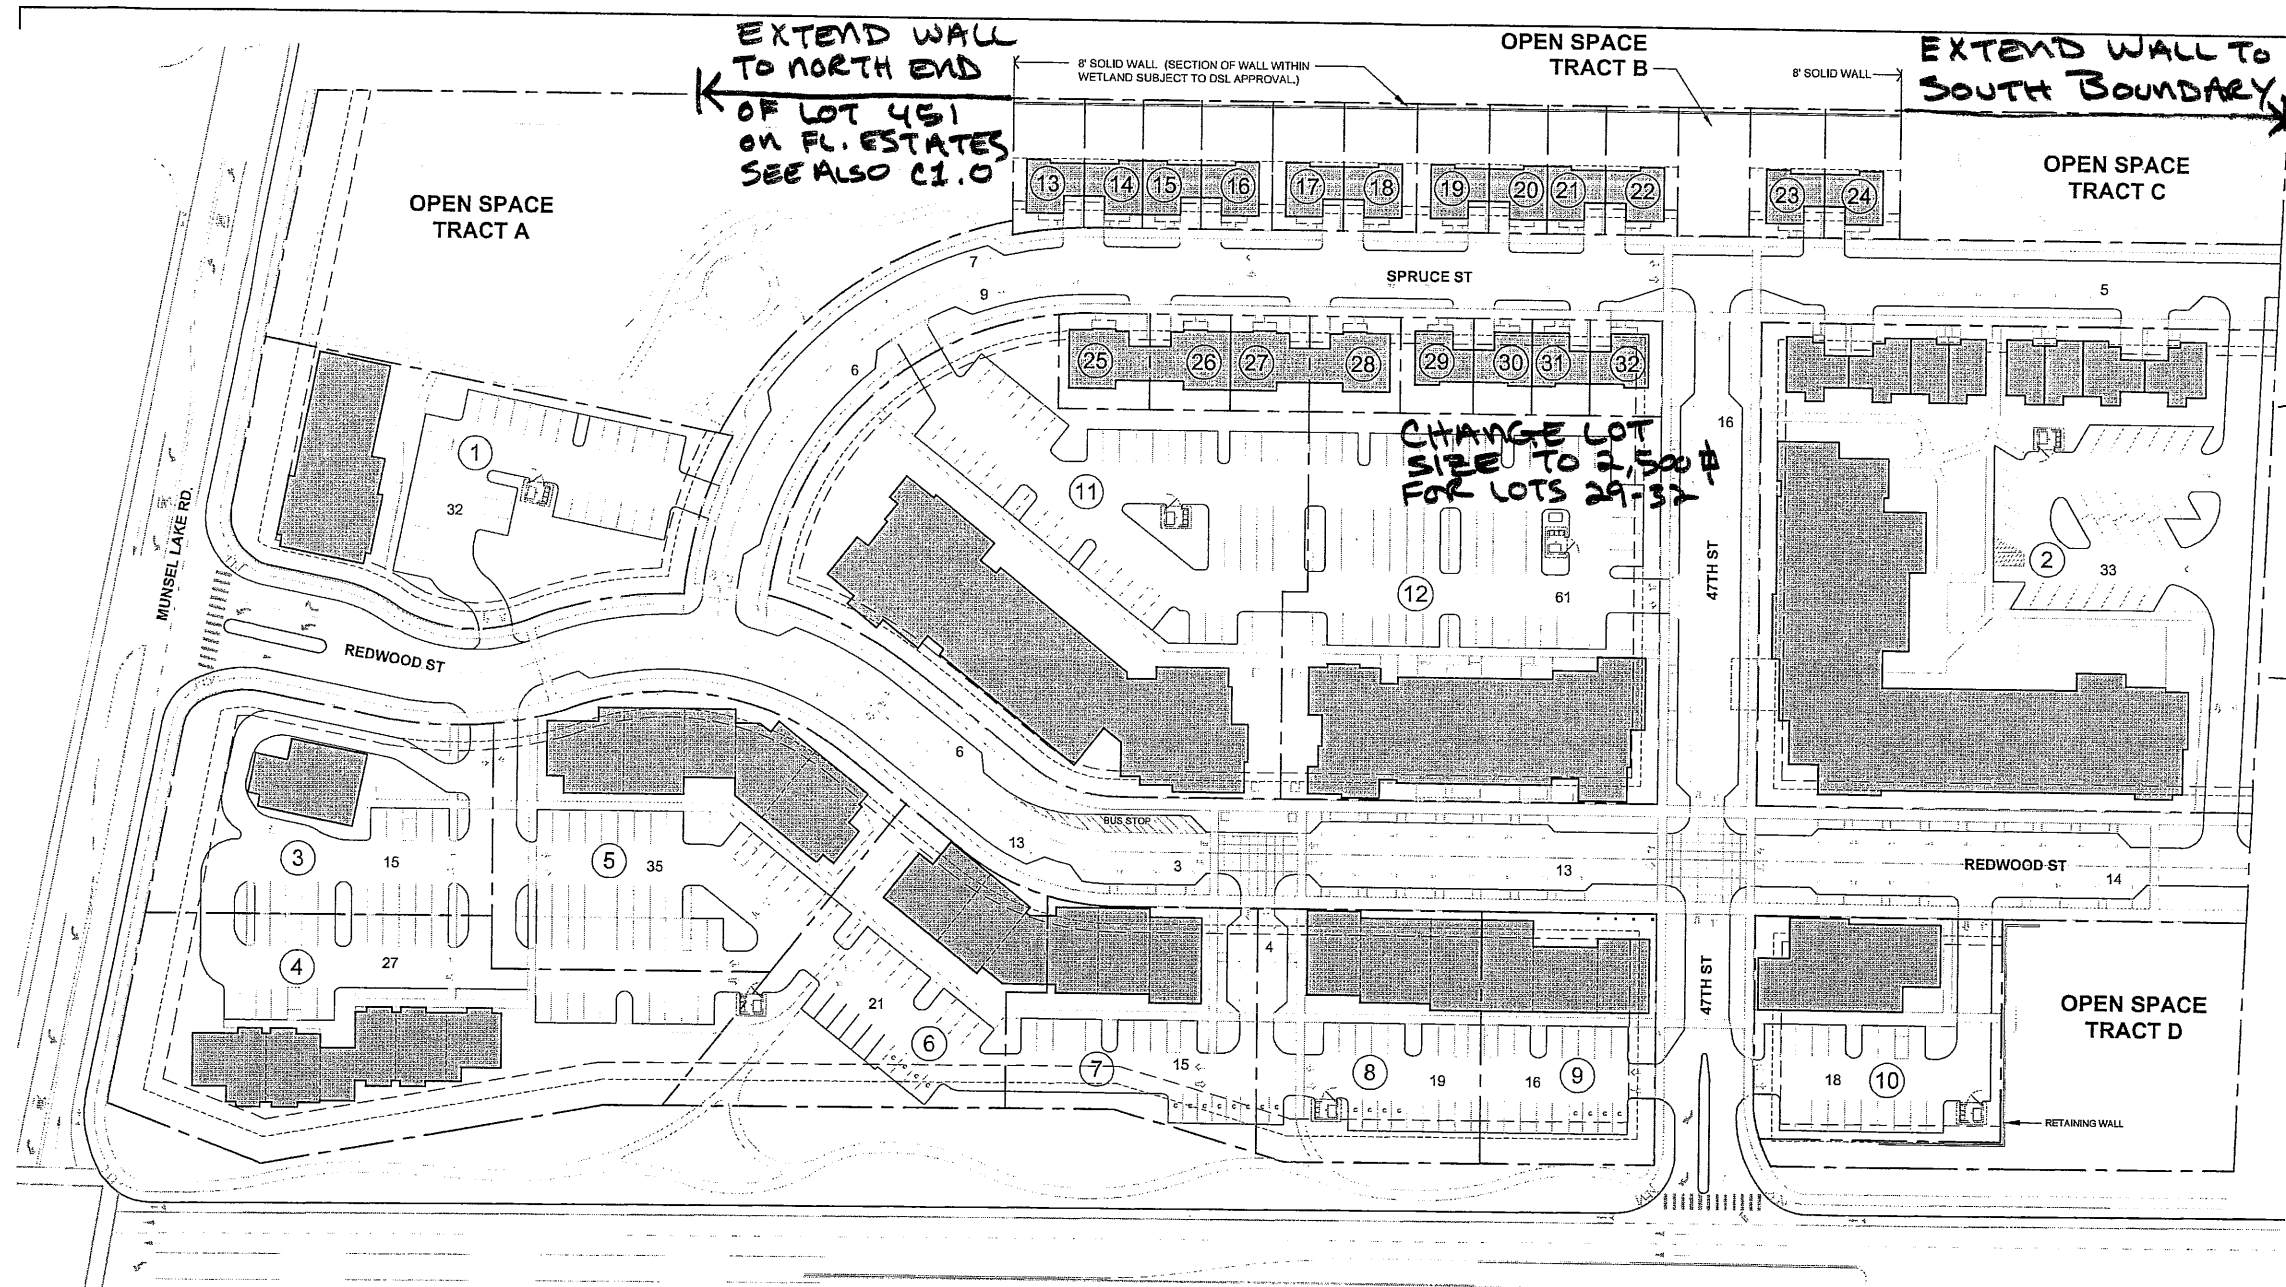 EXTEND WALL
TO NORTH END
OF LOT 451
ON FL. ESTATES
SEE ALSO C1.0
8' SOLID WALL (SECTION OF WALL WITHIN
WETLAND SUBJECT TO DSL APPROVAL.)
OPEN SPACE
TRACT B
8' SOLID WALL
EXTEND WALL TO
SOUTH BOUNDARY
OPEN SPACE
TRACT A
OPEN SPACE
TRACT C
13 14 15 16 17 18 19 20 21 22 23 24
7
SPRUCE ST
9
5
6
25 26 27 28 29 30 31 32
16
CHANGE LOT
SIZE TO 2,500
FOR LOTS 29-32
1
32
11
47TH ST
2
33
12
61
MUNSEL LAKE RD.
REDWOOD ST
6
BUS STOP
3
15
5
35
13
3
13
REDWOOD ST
14
4
27
4
47TH ST
OPEN SPACE
TRACT D
21
6
7
15
8
19
16
9
18
10
RETAINING WALL